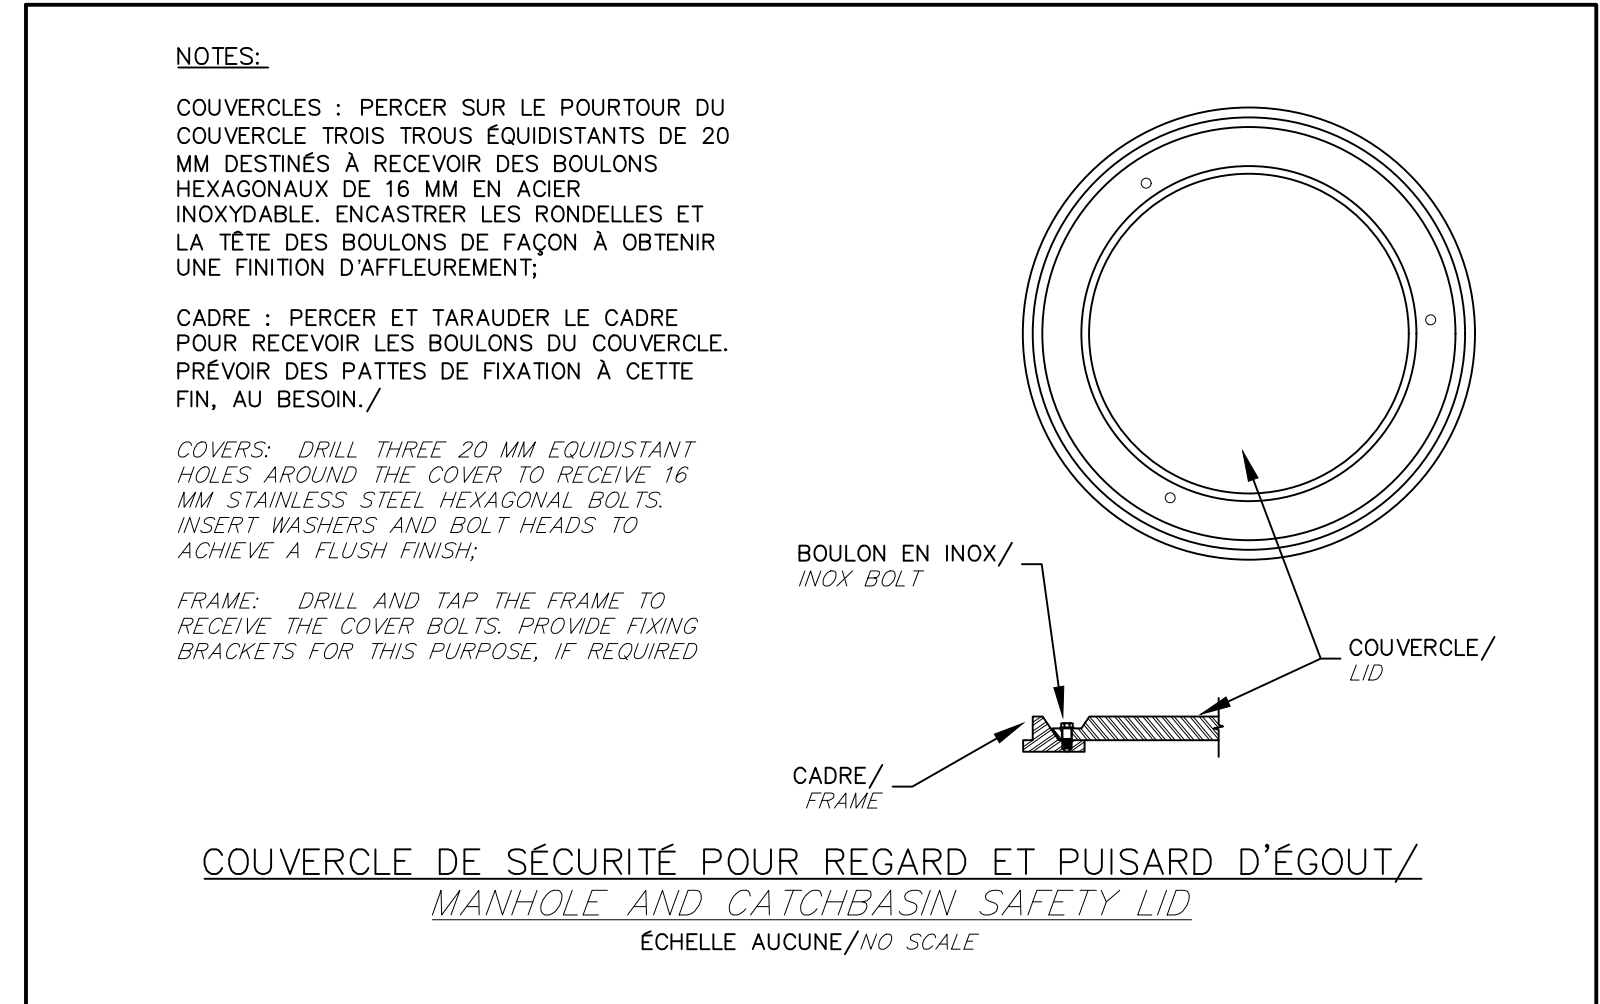 NOTES:
COUVERCLES : PERCER SUR LE POURTOUR DU
COUVERCLE TROIS TROUS ÉQUIDISTANTS DE 20
MM DESTINÉS À RECEVOIR DES BOULONS
HEXAGONAUX DE 16 MM EN ACIER
INOXYDABLE. ENCASTRER LES RONDELLES ET
LA TÊTE DES BOULONS DE FAÇON À OBTENIR
UNE FINITION D'AFFLEUREMENT;
CADRE : PERCER ET TARAUDER LE CADRE
POUR RECEVOIR LES BOULONS DU COUVERCLE.
PRÉVOIR DES PATTES DE FIXATION À CETTE
FIN, AU BESOIN./
COVERS: DRILL THREE 20 MM EQUIDISTANT
HOLES AROUND THE COVER TO RECEIVE 16
MM STAINLESS STEEL HEXAGONAL BOLTS.
INSERT WASHERS AND BOLT HEADS TO
ACHIEVE A FLUSH FINISH;
FRAME: DRILL AND TAP THE FRAME TO
RECEIVE THE COVER BOLTS. PROVIDE FIXING
BRACKETS FOR THIS PURPOSE, IF REQUIRED
BOULON EN INOX/
INOX BOLT
COUVERCLE/
LID
CADRE/
FRAME
COUVERCLE DE SÉCURITÉ POUR REGARD ET PUISARD D'ÉGOUT/
MANHOLE AND CATCHBASIN SAFETY LID
ÉCHELLE AUCUNE/NO SCALE